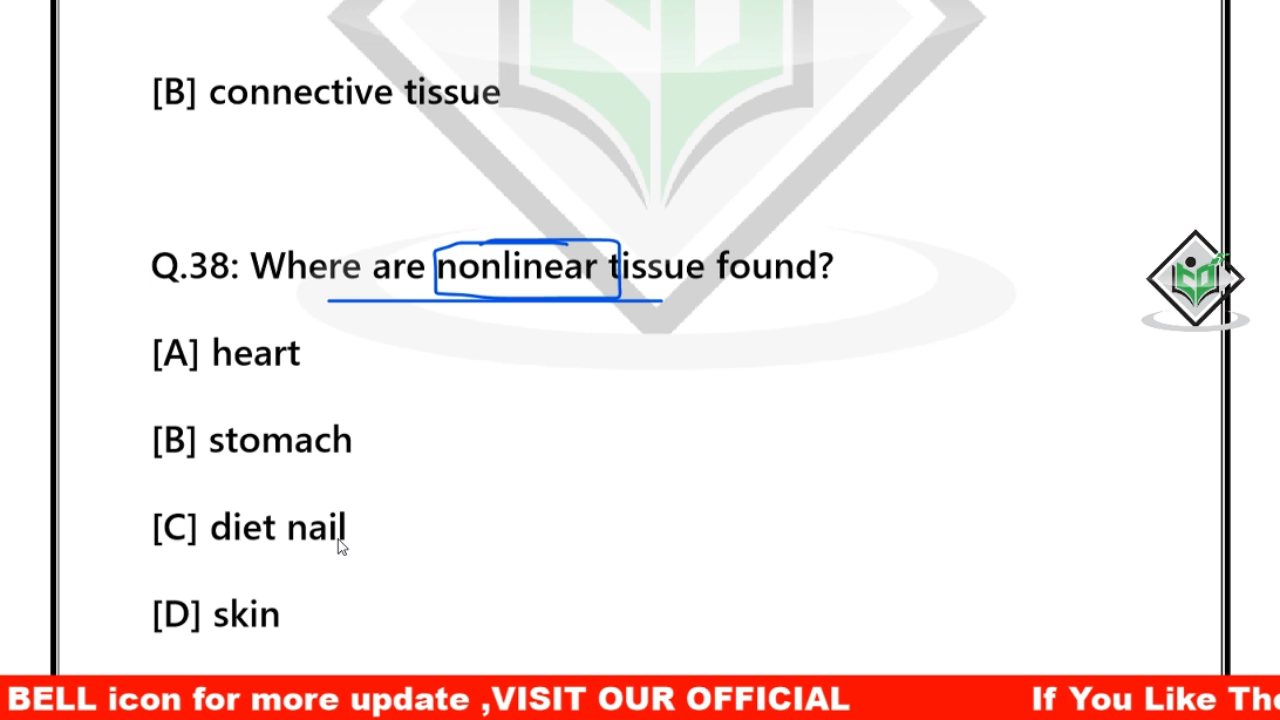 [B] connective tissue
Q.38: Where are nonlinear tissue found?
[A] heart
[B] stomach
[C] diet nail
[D] skin
BELL icon for more update ,VISIT OUR OFFICIAL If You Like